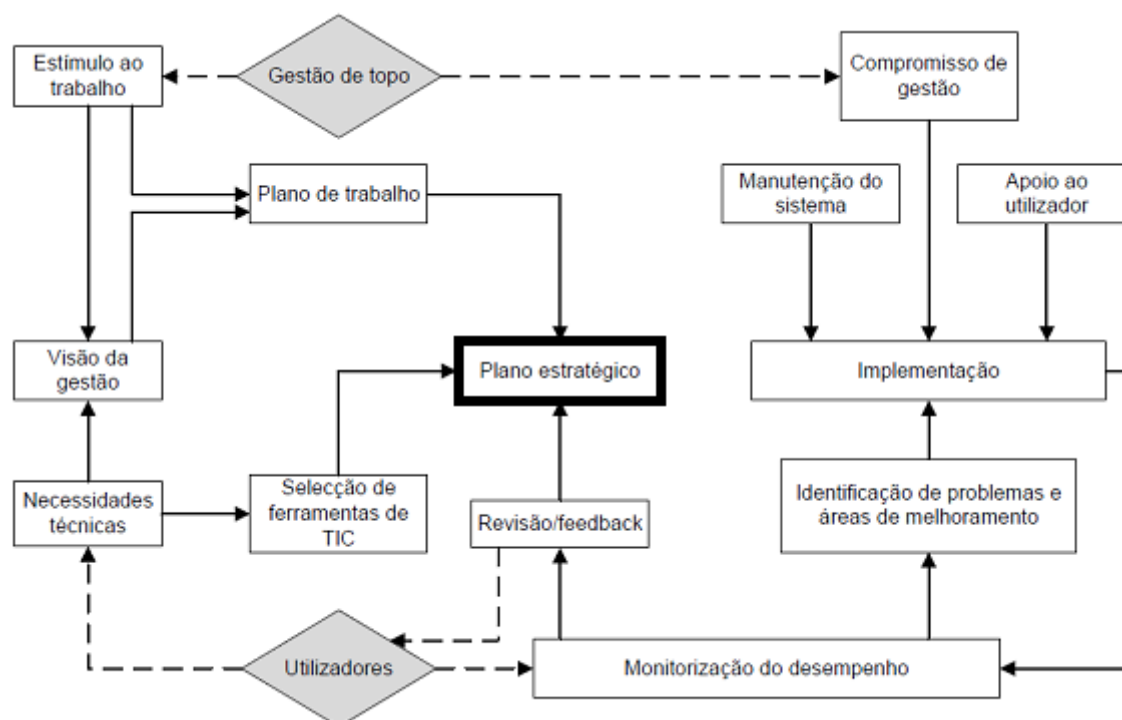 Estímulo ao
trabalho
Gestão de topo
Compromisso de
gestão
Plano de trabalho
Manutenção do
sistema
Apoio ao
utilizador
Visão da
gestão
Plano estratégico
Implementação
Necessidades
técnicas
Selecção de
ferramentas de
TIC
Revisão/feedback
Identificação de problemas e
áreas de melhoramento
Utilizadores
Monitorização do desempenho